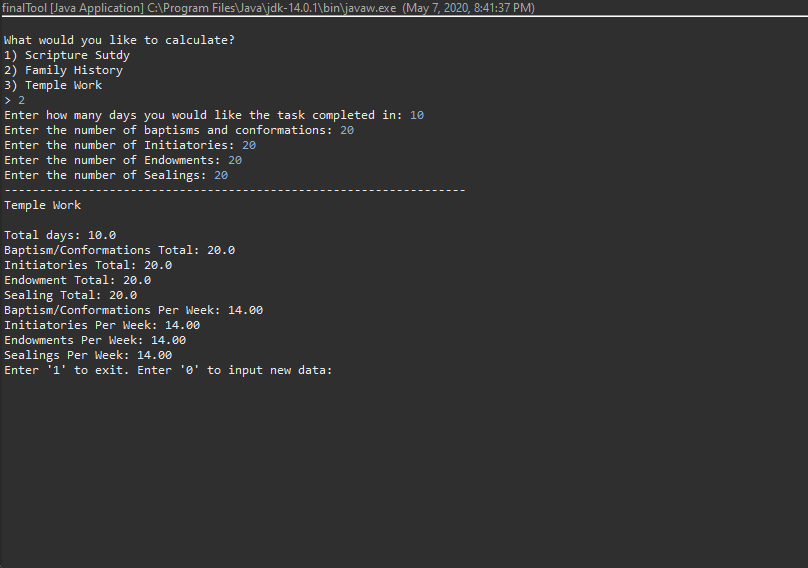 finalTool [Java Application] C:\Program Files\Java\jdk-14.0.1\bin\javaw.exe (May 7, 2020, 8:41:37 PM)
What would you like to calculate?
1) Scripture Sutdy
2) Family History
3) Temple Work
> 2
Enter how many days you would like the task completed in: 10
Enter the number of baptisms and conformations: 20
Enter the number of Initiatories: 20
Enter the number of Endowments: 20
Enter the number of Sealings: 20
------------------------------------------------------------------
Temple Work
Total days: 10.0
Baptism/Conformations Total: 20.0
Initiatories Total: 20.0
Endowment Total: 20.0
Sealing Total: 20.0
Baptism/Conformations Per Week: 14.00
Initiatories Per Week: 14.00
Endowments Per Week: 14.00
Sealings Per Week: 14.00
Enter '1' to exit. Enter '0' to input new data: